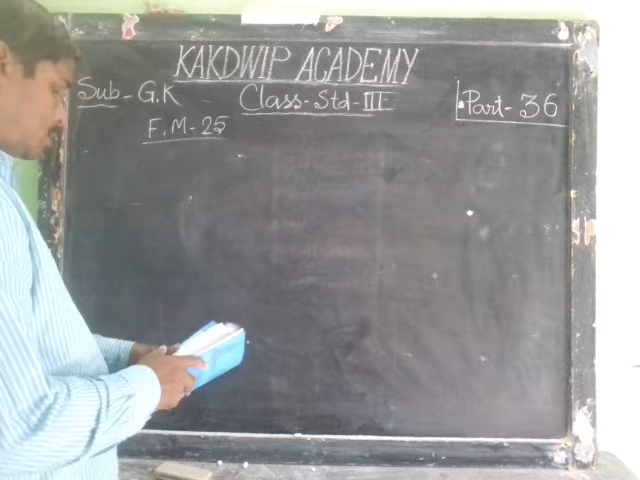 KAKDWIP ACADEMY
Sub- G.K Class- Std- III Part- 36
F.M- 25